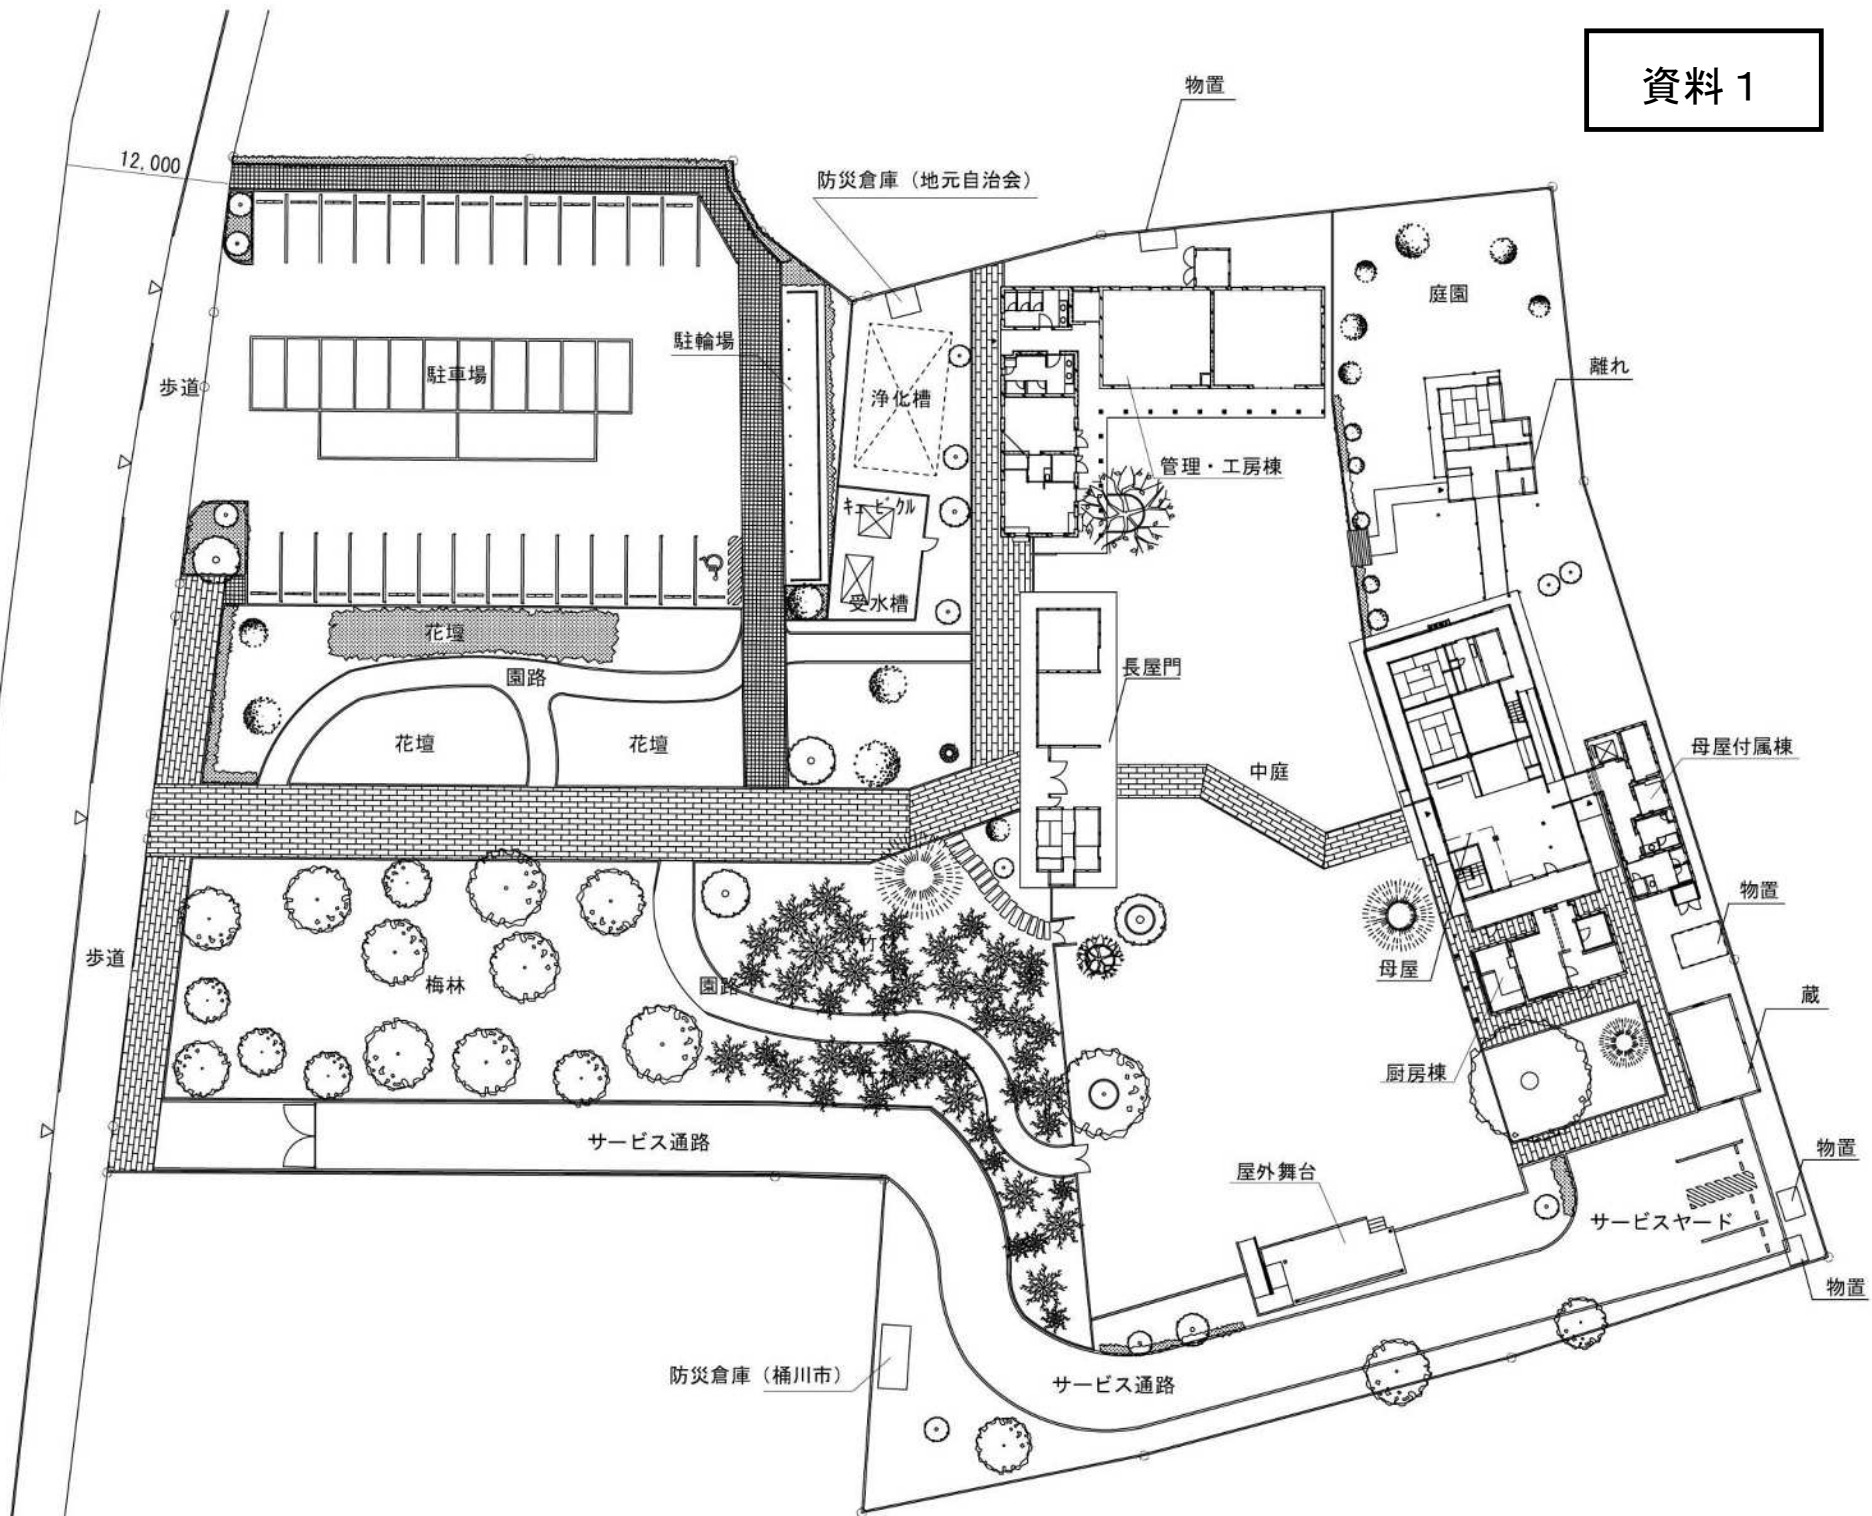 資料１
物置
12,000
防災倉庫（地元自治会）
庭園
駐輪場
離れ
駐車場
歩道
浄化槽
管理・工房棟
キュービクル
受水槽
花壇
園路
長屋門
花壇
花壇
母屋付属棟
中庭
物置
竹林
歩道
母屋
梅林
園路
蔵
厨房棟
サービス通路
物置
屋外舞台
サービスヤード
物置
防災倉庫（桶川市）
サービス通路